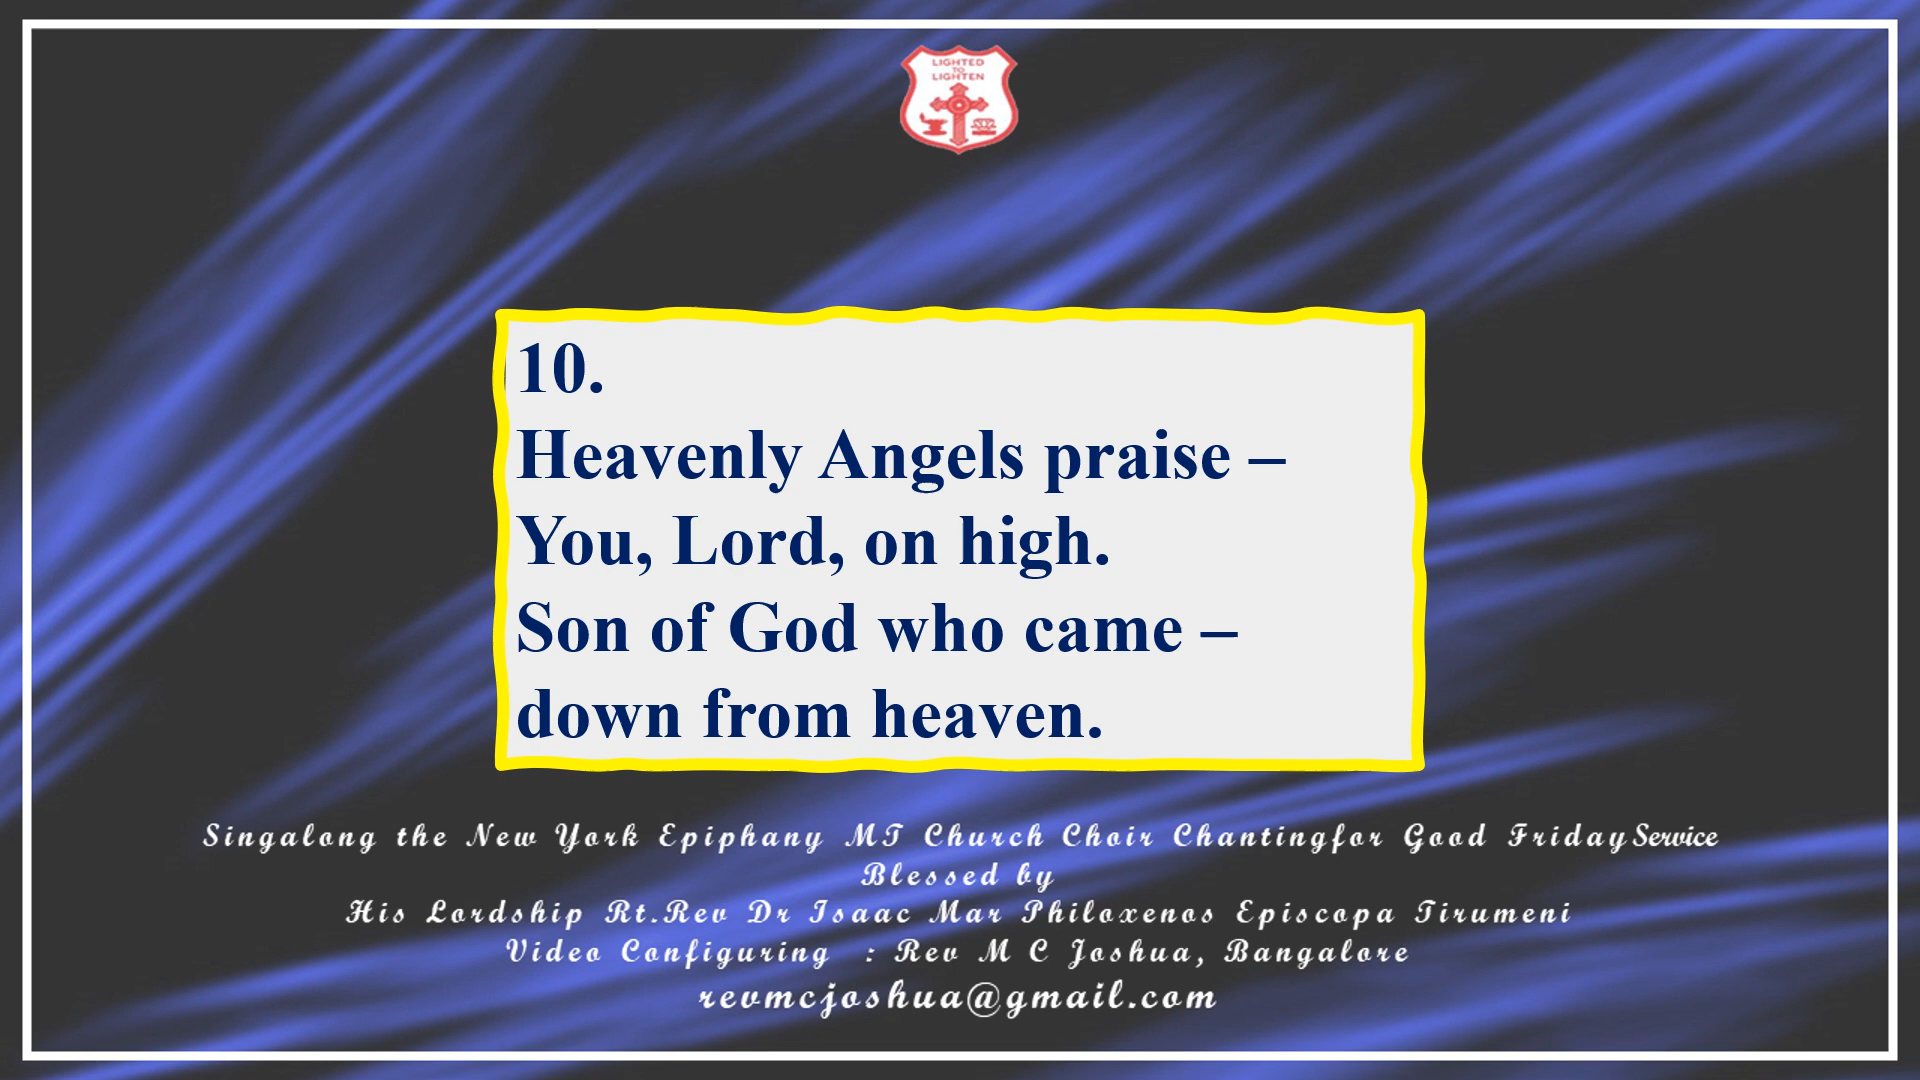 LIGHTED
TO
LIGHTEN
10.
Heavenly Angels praise –
You, Lord, on high.
Son of God who came –
down from heaven.
Singalong the New York Epiphany MT Church Choir Chantingfor Good Friday Service
Blessed by
His Lordship Rt.Rev Dr Isaac Mar Philoxenos Episcopa Tirumeni
Video Configuring : Rev M C Joshua, Bangalore
revmcjoshua@gmail.com